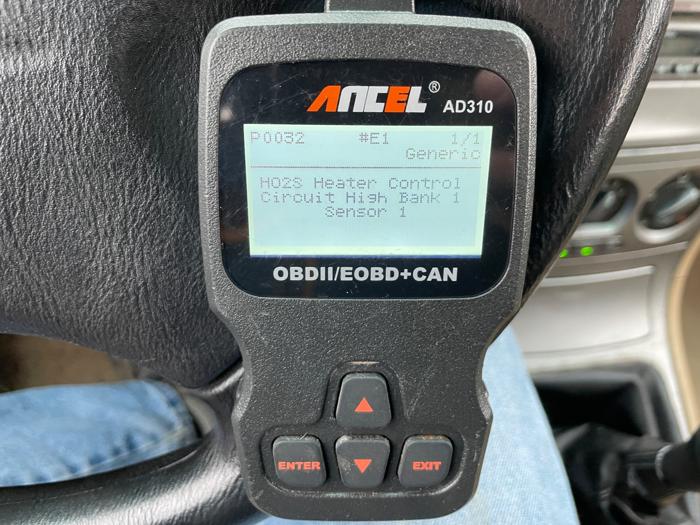 ANCEL® AD310
P0032 #E1 1/1
Generic
HO2S Heater Control
Circuit High Bank 1
Sensor 1
OBDII/EOBD+CAN
ENTER EXIT